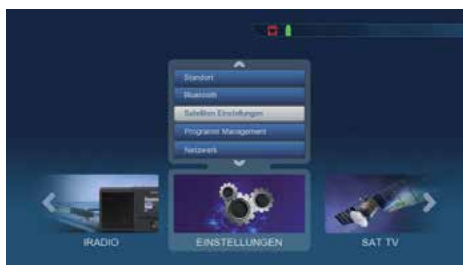 Standort
Bluetooth
Satelliten Einstellungen
Programm Management
Netzwerk
IRADIO
EINSTELLUNGEN
SAT TV